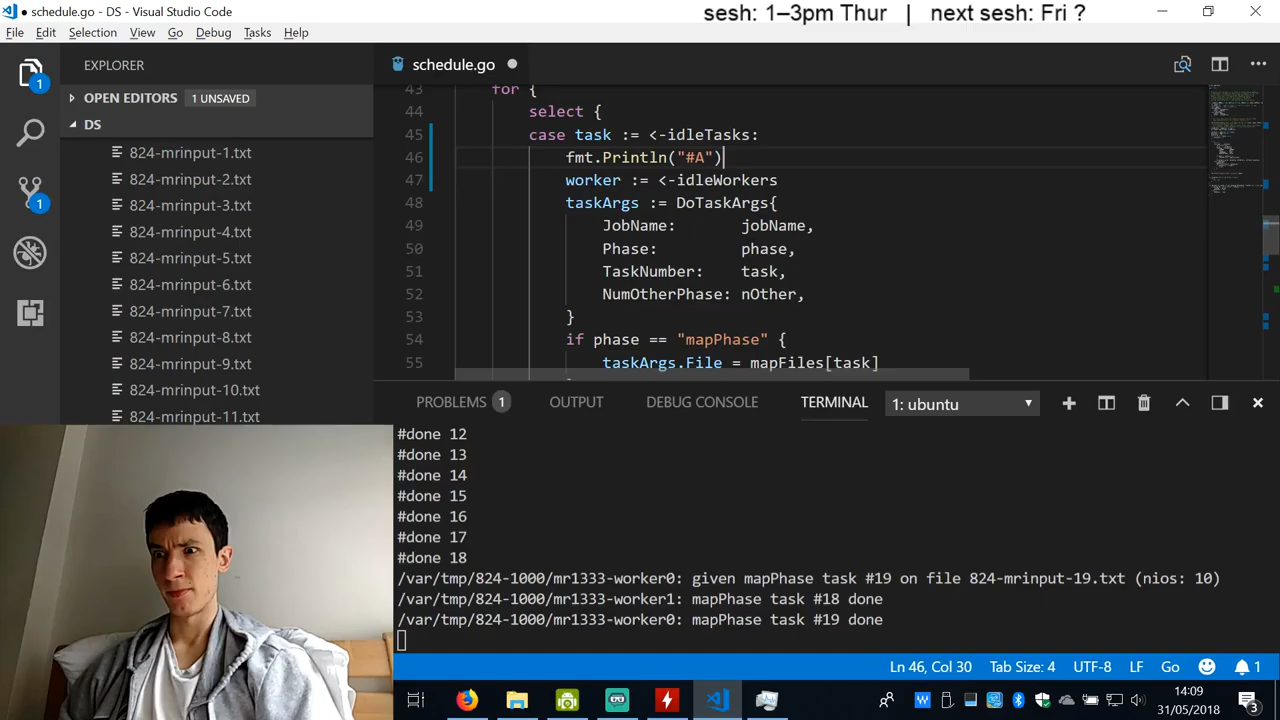 schedule.go - DS - Visual Studio Code
sesh: 1–3pm Thur | next sesh: Fri ?
File Edit Selection View Go Debug Tasks Help
EXPLORER
OPEN EDITORS 1 UNSAVED
DS
824-mrinput-1.txt
824-mrinput-2.txt
824-mrinput-3.txt
824-mrinput-4.txt
824-mrinput-5.txt
824-mrinput-6.txt
824-mrinput-7.txt
824-mrinput-8.txt
824-mrinput-9.txt
824-mrinput-10.txt
824-mrinput-11.txt
1
1
schedule.go
43 for {
44 select {
45 case task := <-idleTasks:
46 fmt.Println("#A")
47 worker := <-idleWorkers
48 taskArgs := DoTaskArgs{
49 JobName: jobName,
50 Phase: phase,
51 TaskNumber: task,
52 NumOtherPhase: nOther,
53 }
54 if phase == "mapPhase" {
55 taskArgs.File = mapFiles[task]
PROBLEMS 1 OUTPUT DEBUG CONSOLE TERMINAL 1: ubuntu
#done 12
#done 13
#done 14
#done 15
#done 16
#done 17
#done 18
/var/tmp/824-1000/mr1333-worker0: given mapPhase task #19 on file 824-mrinput-19.txt (nios: 10)
/var/tmp/824-1000/mr1333-worker1: mapPhase task #18 done
/var/tmp/824-1000/mr1333-worker0: mapPhase task #19 done
Ln 46, Col 30 Tab Size: 4 UTF-8 LF Go 1
14:09
31/05/2018
3